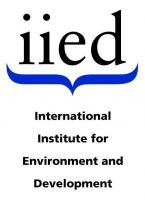 iied
International
Institute for
Environment and
Development